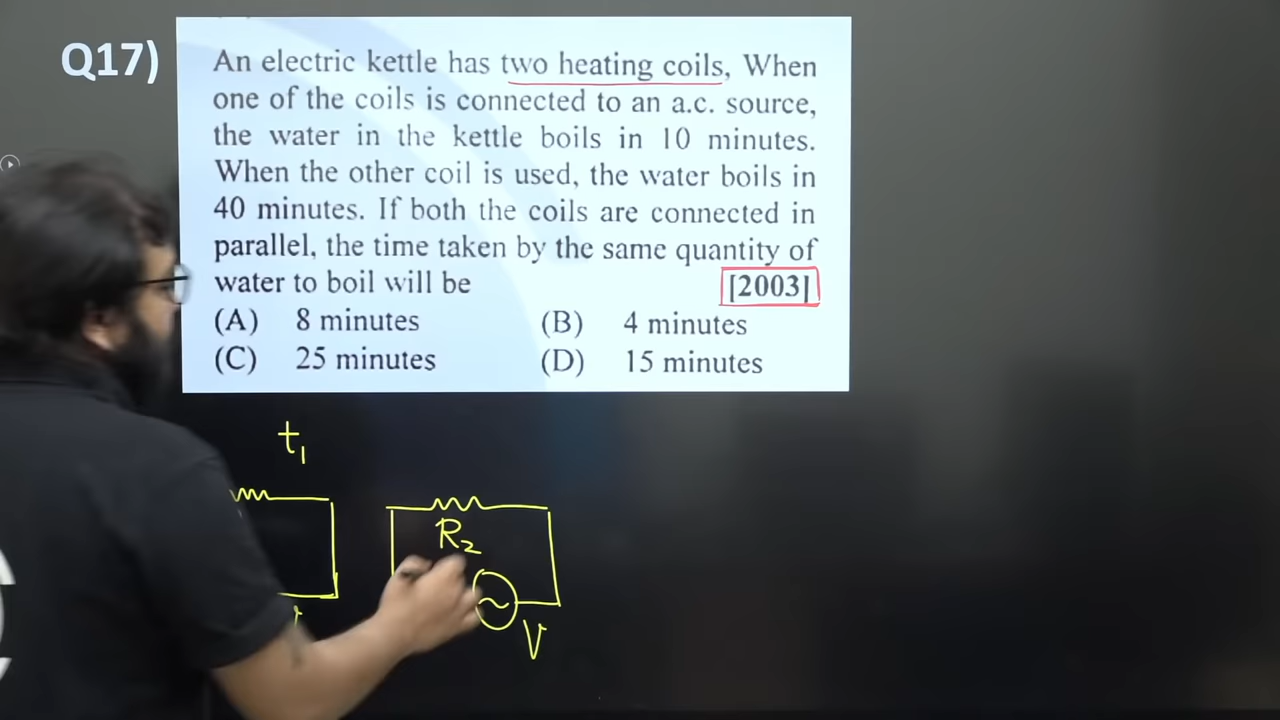 Q17)
An electric kettle has two heating coils, When
one of the coils is connected to an a.c. source,
the water in the kettle boils in 10 minutes.
When the other coil is used, the water boils in
40 minutes. If both the coils are connected in
parallel, the time taken by the same quantity of
water to boil will be [2003]
(A) 8 minutes (B) 4 minutes
(C) 25 minutes (D) 15 minutes
t₁
R₂
~
V